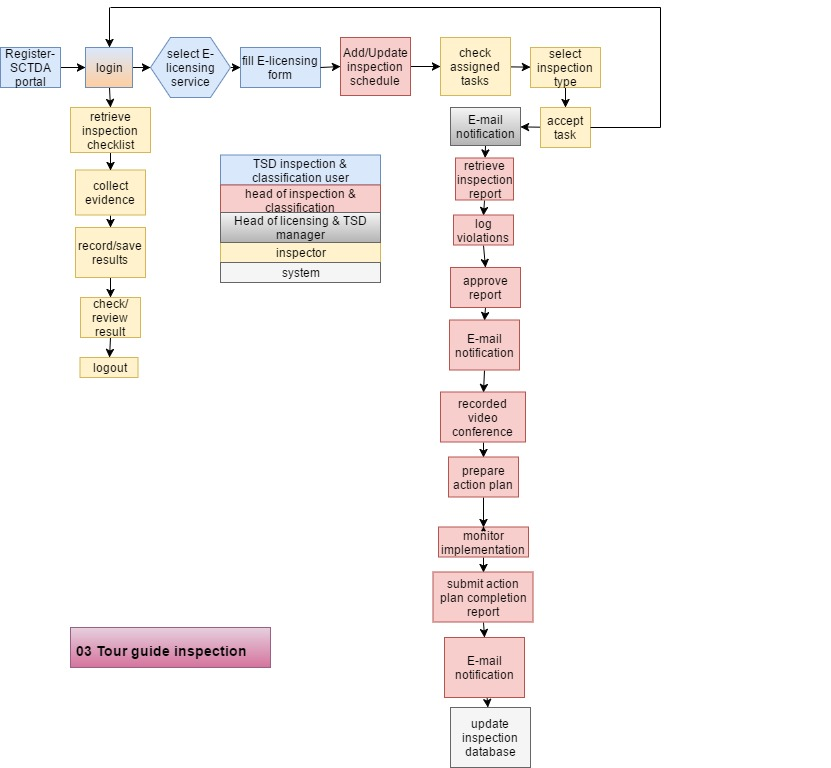 Register-
SCTDA
portal
login
select E-
licensing
service
fill E-licensing
form
Add/Update
inspection
schedule
check
assigned
tasks
select
inspection
type
accept
task
E-mail
notification
retrieve
inspection
checklist
collect
evidence
record/save
results
check/
review
result
logout
TSD inspection &
classification user
head of inspection &
classification
Head of licensing & TSD
manager
inspector
system
retrieve
inspection
report
log
violations
approve
report
E-mail
notification
recorded
video
conference
prepare
action plan
monitor
implementation
submit action
plan completion
report
E-mail
notification
update
inspection
database
03 Tour guide inspection